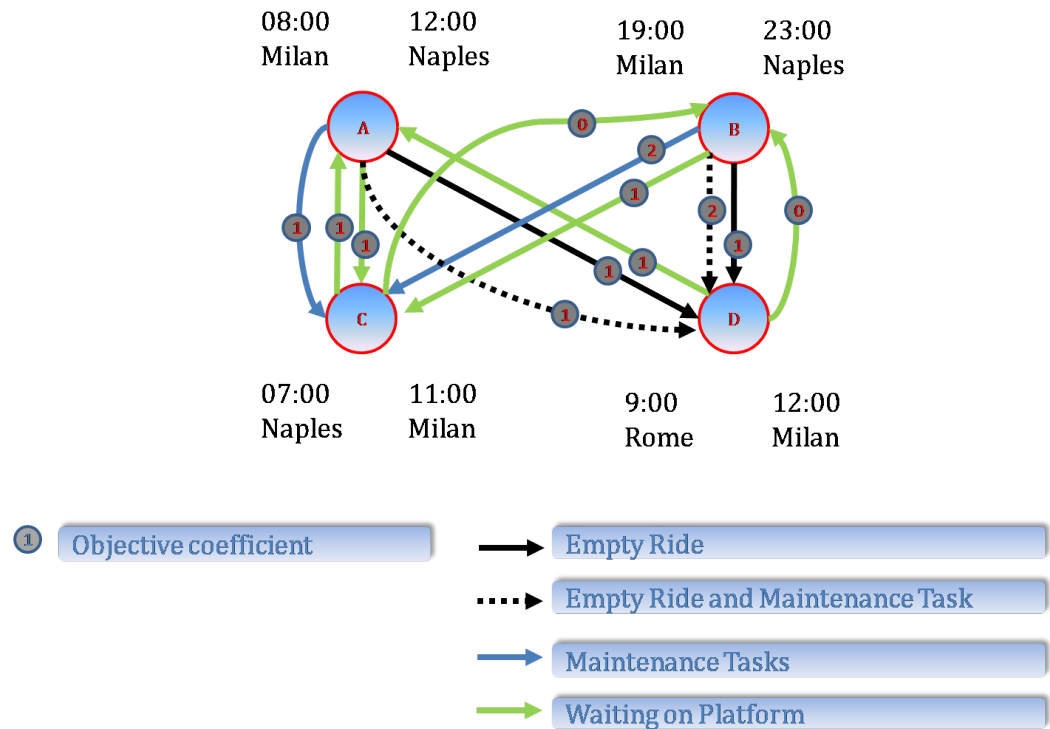 08:00 12:00 19:00 23:00
Milan Naples Milan Naples
A 0 B
2
1
1 1 1 2 0
1
1 1
C 1 D
07:00 11:00 9:00 12:00
Naples Milan Rome Milan
1 Objective coefficient Empty Ride
Empty Ride and Maintenance Task
Maintenance Tasks
Waiting on Platform